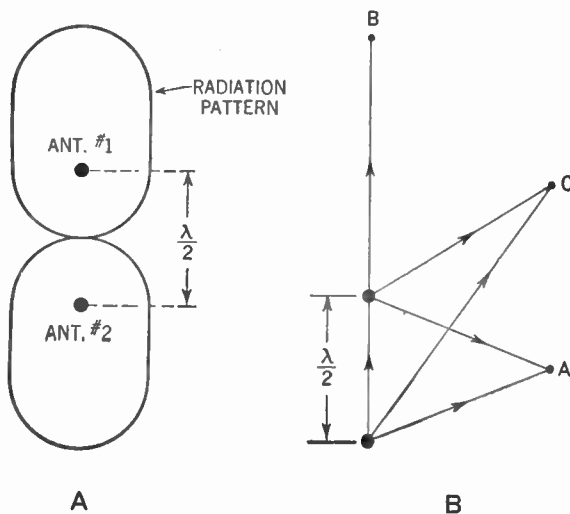 RADIATION
PATTERN
ANT. #1
λ/2
ANT. #2
A
B
C
λ/2
A
B